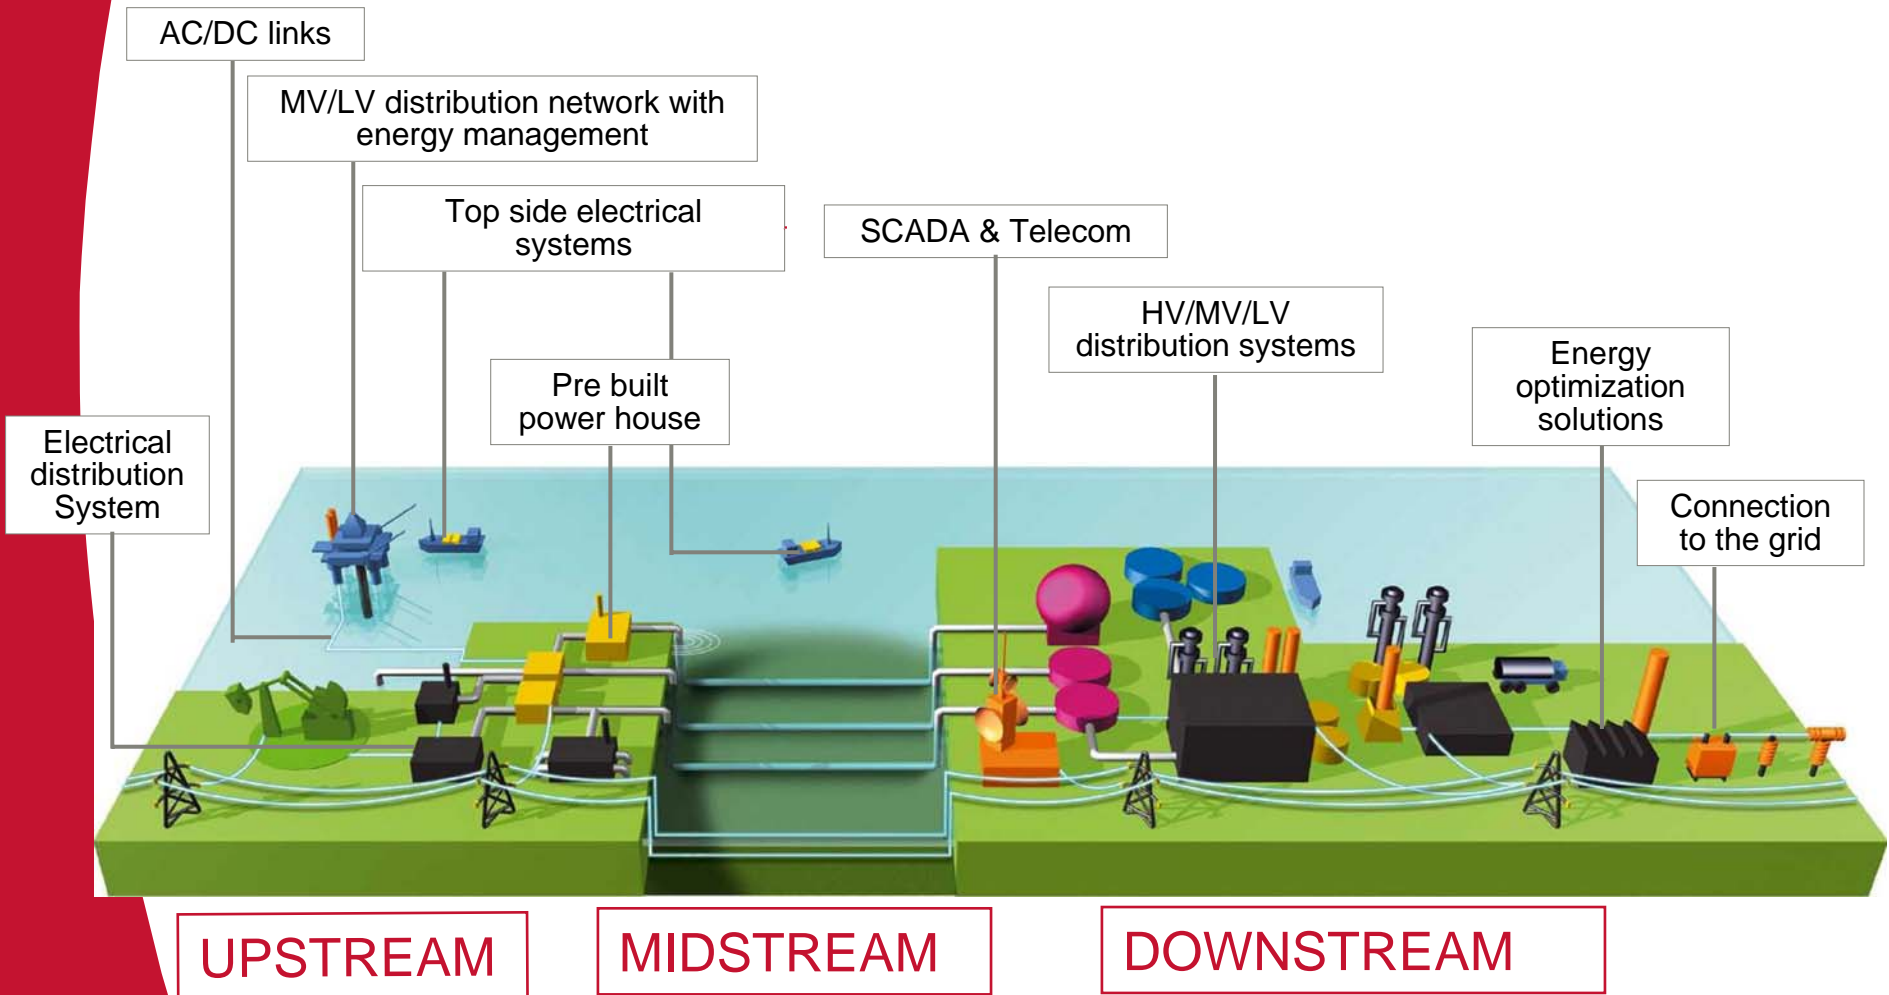 AC/DC links
MV/LV distribution network with
energy management
Top side electrical
systems
SCADA & Telecom
HV/MV/LV
distribution systems
Energy
optimization
solutions
Pre built
power house
Electrical
distribution
System
Connection
to the grid
UPSTREAM
MIDSTREAM
DOWNSTREAM